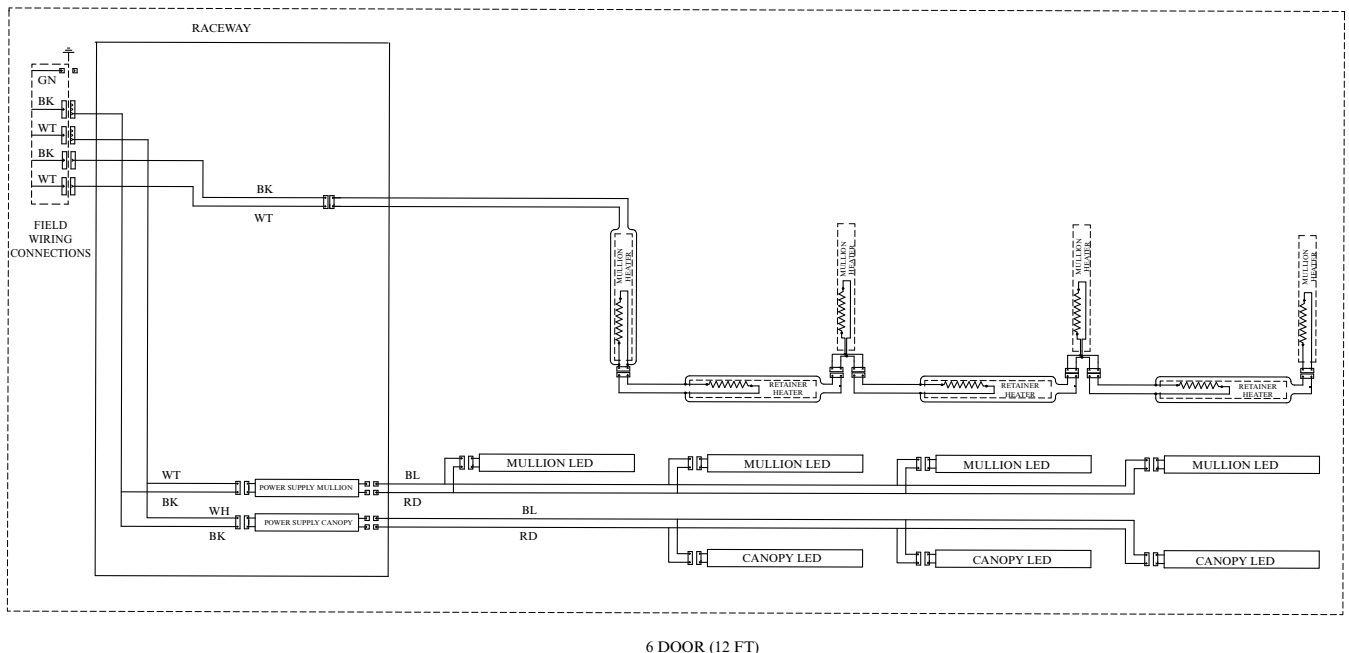 RACEWAY
GN
BK
WT
BK
WT
FIELD
WIRING
CONNECTIONS
BK
WT
MULLION
HEATER
MULLION
HEATER
MULLION
HEATER
MULLION
HEATER
RETAINER
HEATER
RETAINER
HEATER
RETAINER
HEATER
WT
POWER SUPPLY MULLION
BK
BL
RD
MULLION LED
MULLION LED
MULLION LED
MULLION LED
WH
POWER SUPPLY CANOPY
BK
BL
RD
CANOPY LED
CANOPY LED
CANOPY LED
6 DOOR (12 FT)